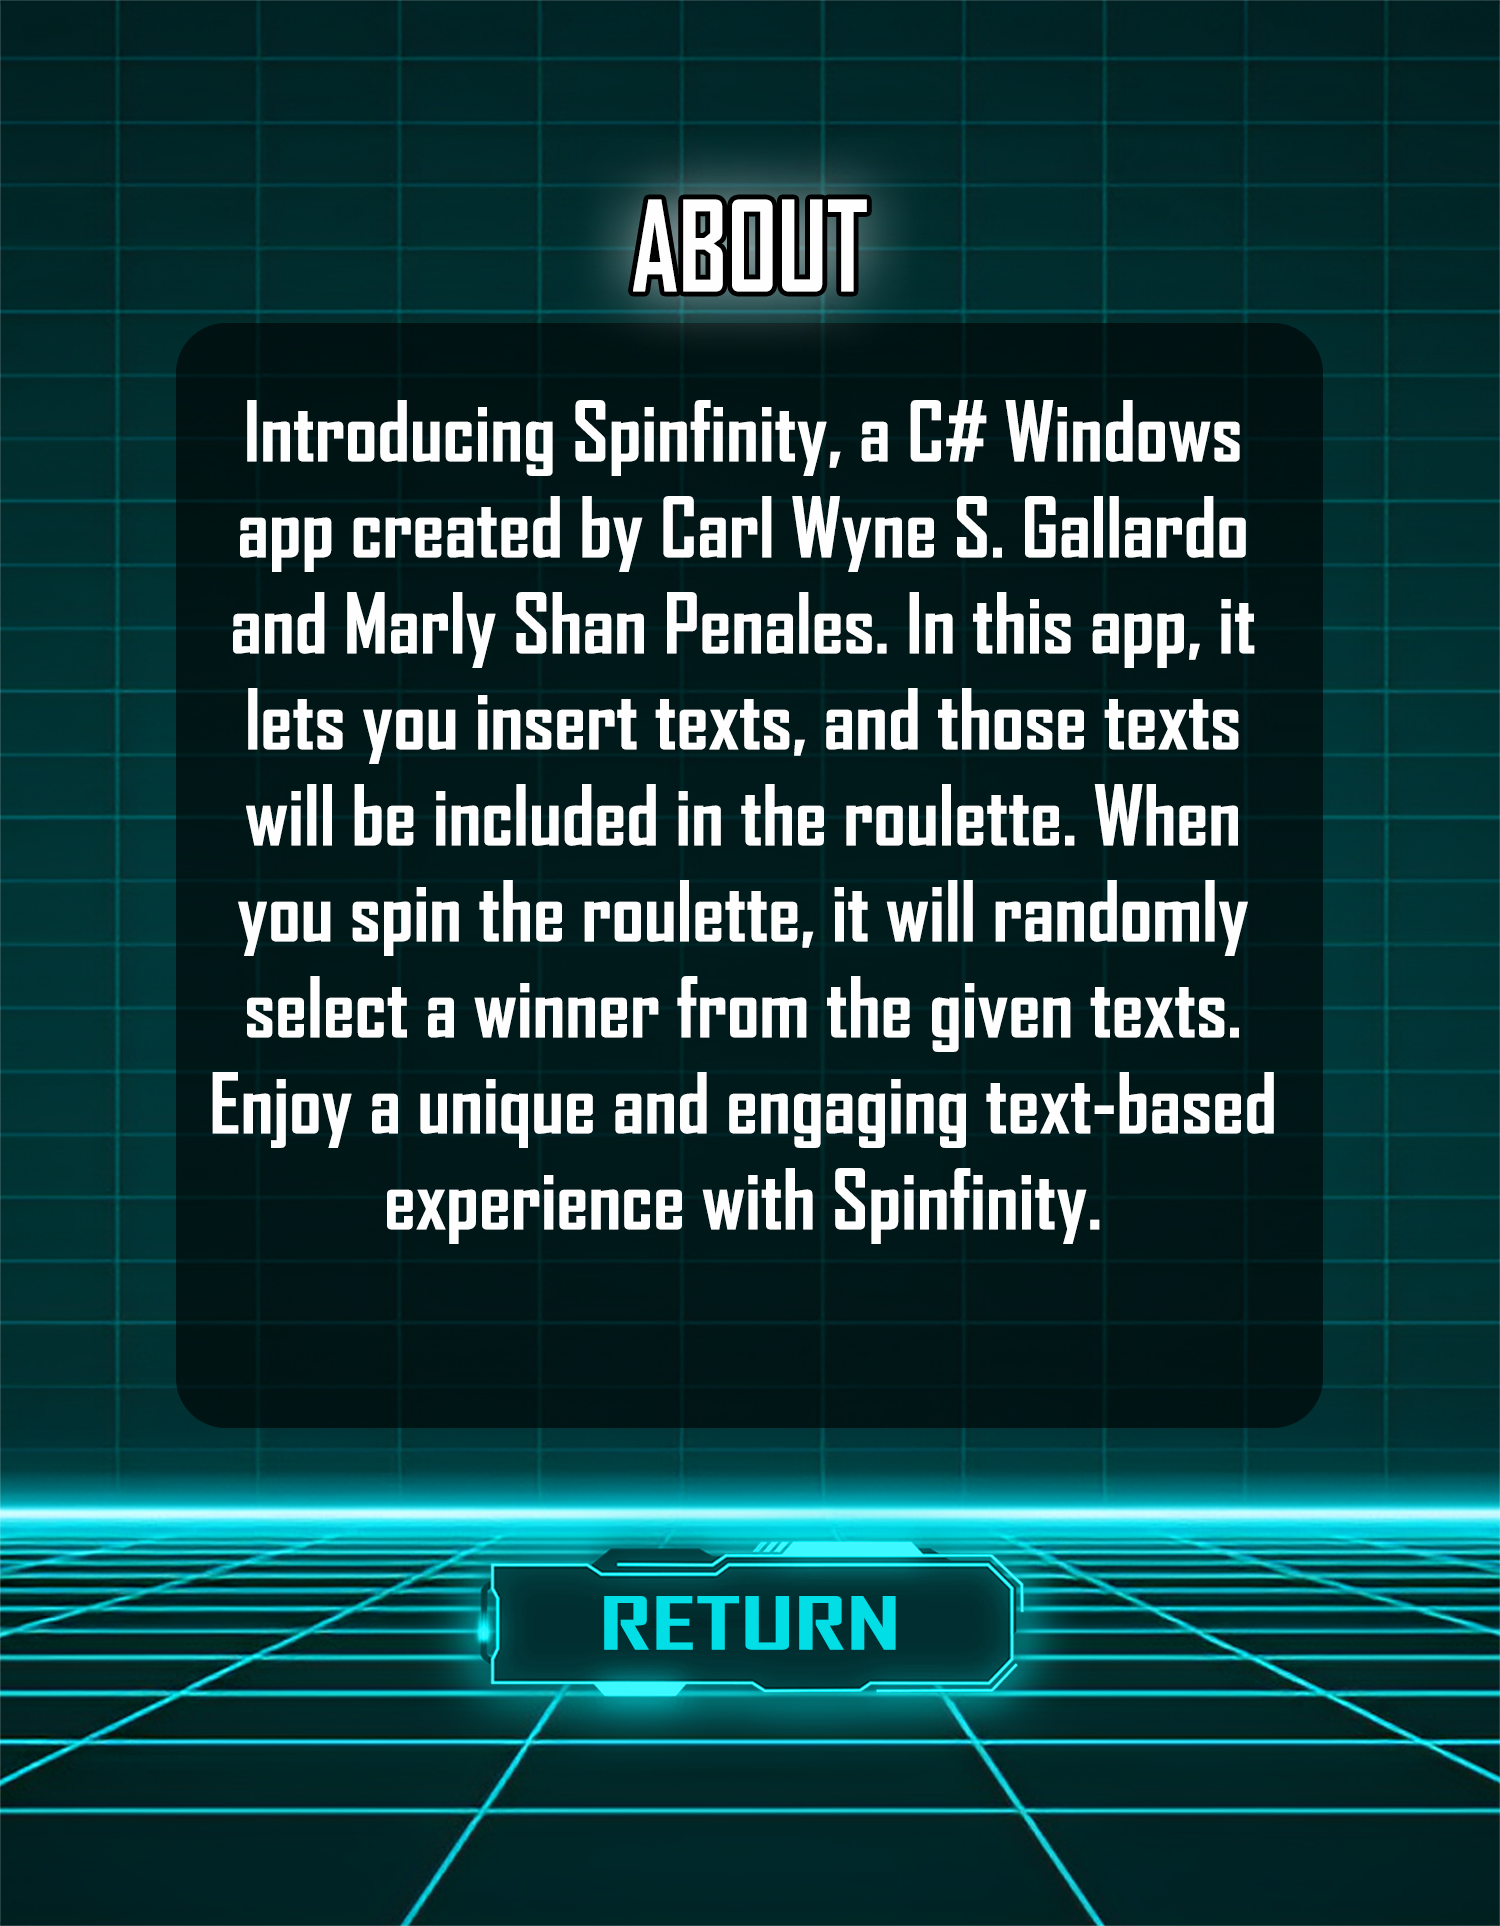 ABOUT
Introducing Spinfinity, a C# Windows
app created by Carl Wyne S. Gallardo
and Marly Shan Penales. In this app, it
lets you insert texts, and those texts
will be included in the roulette. When
you spin the roulette, it will randomly
select a winner from the given texts.
Enjoy a unique and engaging text-based
experience with Spinfinity.
RETURN